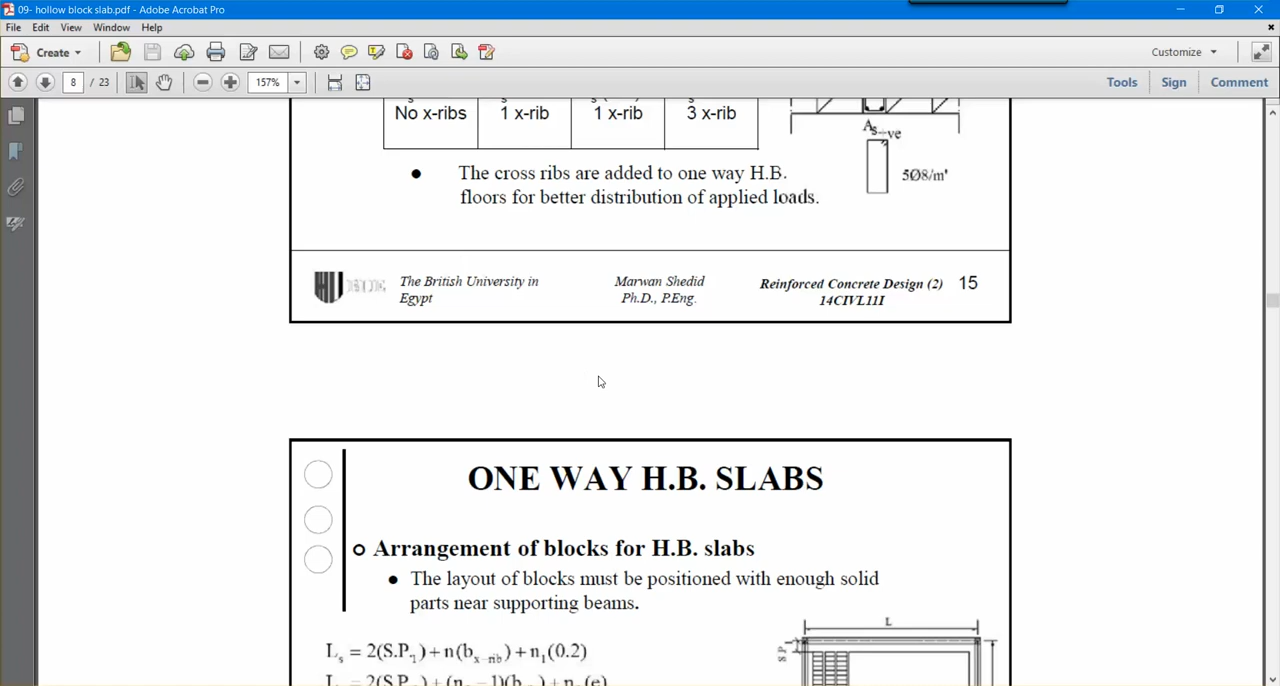 09- hollow block slab.pdf - Adobe Acrobat Pro
File Edit View Window Help
Create
Customize
8 / 23
157%
Tools Sign Comment
No x-ribs 1 x-rib 1 x-rib 3 x-rib
As +ve
5Ø8/m'
• The cross ribs are added to one way H.B.
floors for better distribution of applied loads.
The British University in
Egypt
Marwan Shedid
Ph.D., P.Eng.
Reinforced Concrete Design (2)
14CIVL11I
15
ONE WAY H.B. SLABS
Arrangement of blocks for H.B. slabs
• The layout of blocks must be positioned with enough solid
parts near supporting beams.
L
S.P
Ls = 2(S.P1) + n(bx-rib) + n1(0.2)